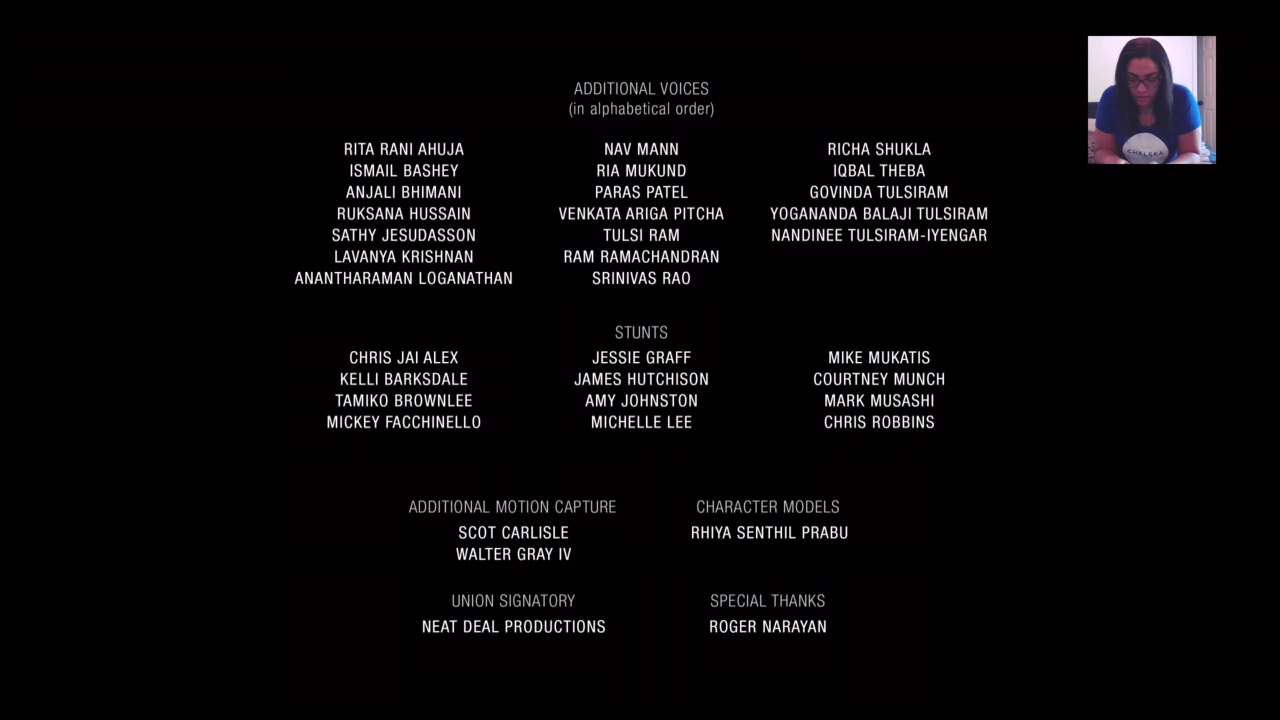 ADDITIONAL VOICES
(in alphabetical order)
RITA RANI AHUJA
ISMAIL BASHEY
ANJALI BHIMANI
RUKSANA HUSSAIN
SATHY JESUDASSON
LAVANYA KRISHNAN
ANANTHARAMAN LOGANATHAN
NAV MANN
RIA MUKUND
PARAS PATEL
VENKATA ARIGA PITCHA
TULSI RAM
RAM RAMACHANDRAN
SRINIVAS RAO
RICHA SHUKLA
IQBAL THEBA
GOVINDA TULSIRAM
YOGANANDA BALAJI TULSIRAM
NANDINEE TULSIRAM-IYENGAR
STUNTS
CHRIS JAI ALEX
KELLI BARKSDALE
TAMIKO BROWNLEE
MICKEY FACCHINELLO
JESSIE GRAFF
JAMES HUTCHISON
AMY JOHNSTON
MICHELLE LEE
MIKE MUKATIS
COURTNEY MUNCH
MARK MUSASHI
CHRIS ROBBINS
ADDITIONAL MOTION CAPTURE
SCOT CARLISLE
WALTER GRAY IV
CHARACTER MODELS
RHIYA SENTHIL PRABU
UNION SIGNATORY
NEAT DEAL PRODUCTIONS
SPECIAL THANKS
ROGER NARAYAN
CHELSEA